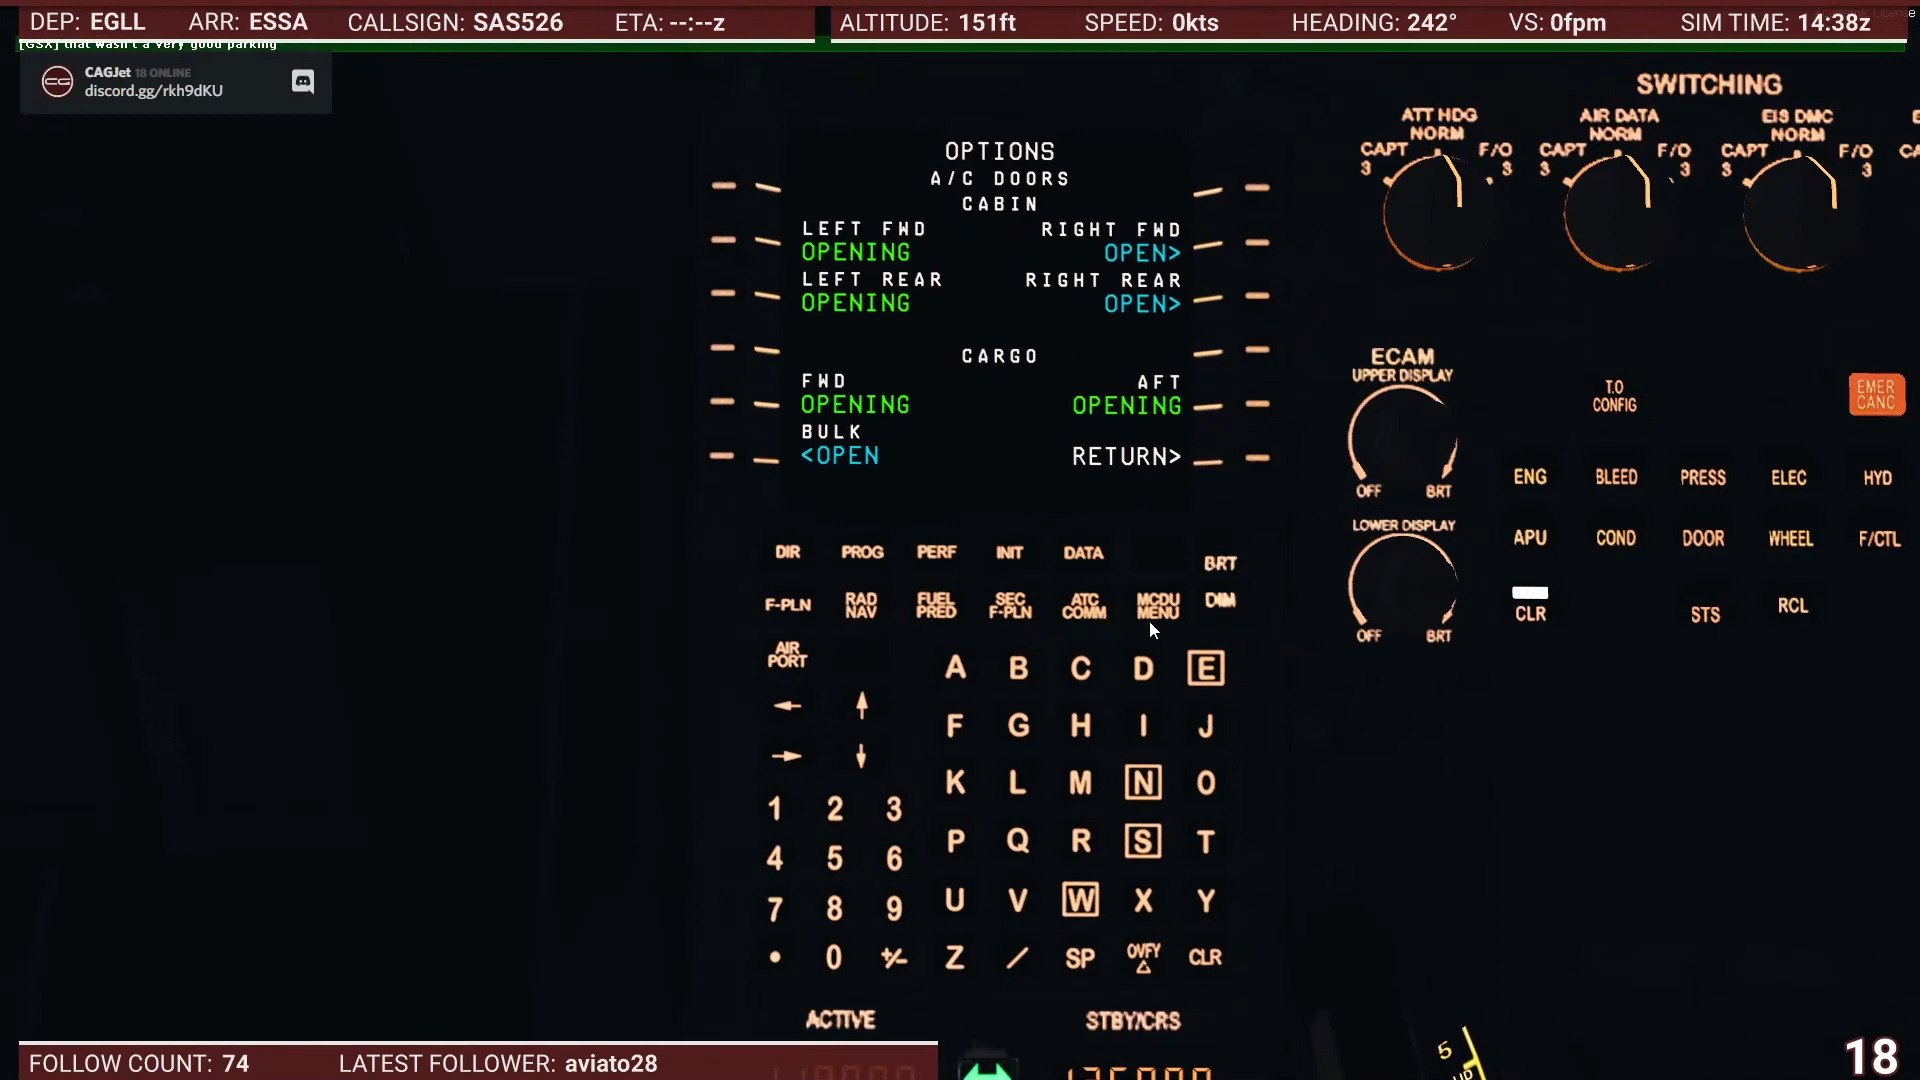 DEP: EGLL ARR: ESSA CALLSIGN: SAS526 ETA: --:--z ALTITUDE: 151ft SPEED: 0kts HEADING: 242° VS: 0fpm SIM TIME: 14:38z
[GSX] that wasn't a very good parking
CAGJet 18 ONLINE
discord.gg/rkh9dKU
CG
SWITCHING
ATT HDG AIR DATA EIS DMC
NORM NORM NORM
CAPT F/O CAPT F/O CAPT F/O
3 3 3 3 3 3
OPTIONS
A/C DOORS
CABIN
LEFT FWD RIGHT FWD
OPENING OPEN>
LEFT REAR RIGHT REAR
OPENING OPEN>
CARGO
FWD AFT
OPENING OPENING
BULK
<OPEN RETURN>
ECAM
UPPER DISPLAY
OFF BRT
LOWER DISPLAY
OFF BRT
T.O
CONFIG
EMER
CANC
ENG BLEED PRESS ELEC HYD
APU COND DOOR WHEEL F/CTL
CLR STS RCL
DIR PROG PERF INIT DATA BRT
F-PLN RAD NAV FUEL PRED SEC F-PLN ATC COMM MCDU MENU DIM
AIR
PORT
A B C D E
F G H I J
K L M N O
1 2 3
P Q R S T
4 5 6
U V W X Y
7 8 9
. 0 +/- Z / SP OVFY CLR
ACTIVE STBY/CRS
5
UP
FOLLOW COUNT: 74 LATEST FOLLOWER: aviato28
18